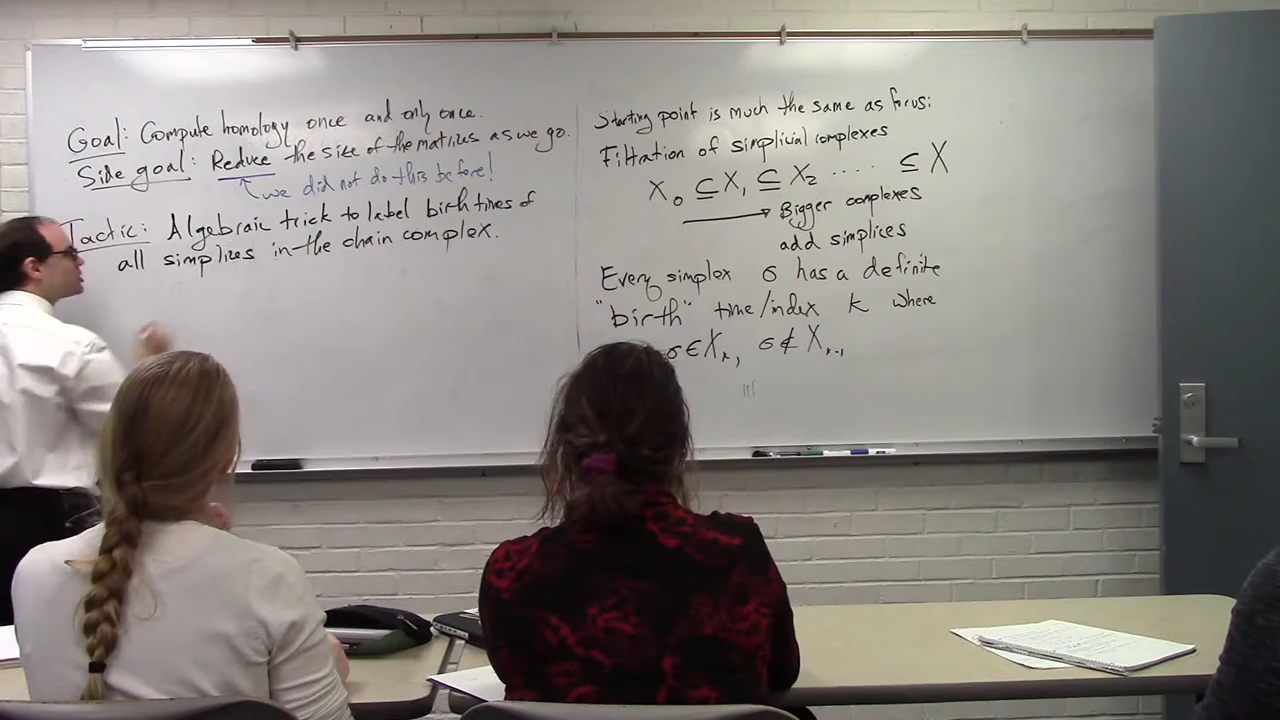 Goal: Compute homology once and only once.
Side goal: Reduce the size of the matrices as we go.
we did not do this before!
Tactic: Algebraic trick to label birth times of
all simplices in the chain complex.
Starting point is much the same as
Filtration of simplicial complexes
X₀ ⊆ X₁ ⊆ X₂ .... ⊆ X
Bigger complexes
add simplices
Every simplex σ has a definite
"birth" time/index k where
σ∈Xₖ, σ∉Xₖ₋₁